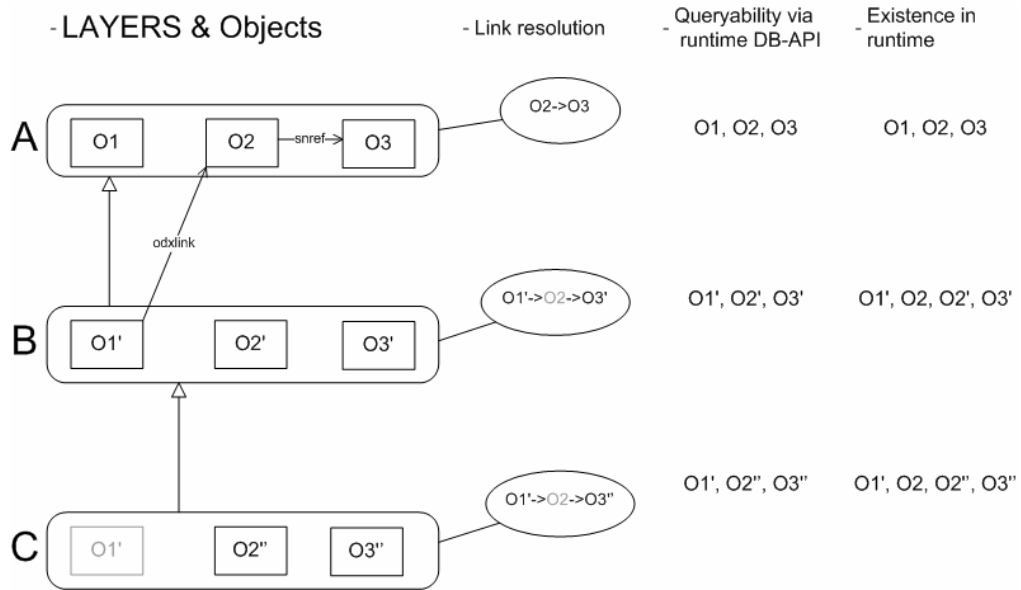 - LAYERS & Objects
- Link resolution
- Queryability via
runtime DB-API
- Existence in
runtime
A
O1
O2
snref
O3
O2->O3
O1, O2, O3
O1, O2, O3
odxlink
B
O1'
O2'
O3'
O1'->O2->O3'
O1', O2', O3'
O1', O2, O2', O3'
C
O1'
O2''
O3''
O1'->O2->O3''
O1', O2'', O3''
O1', O2, O2'', O3''